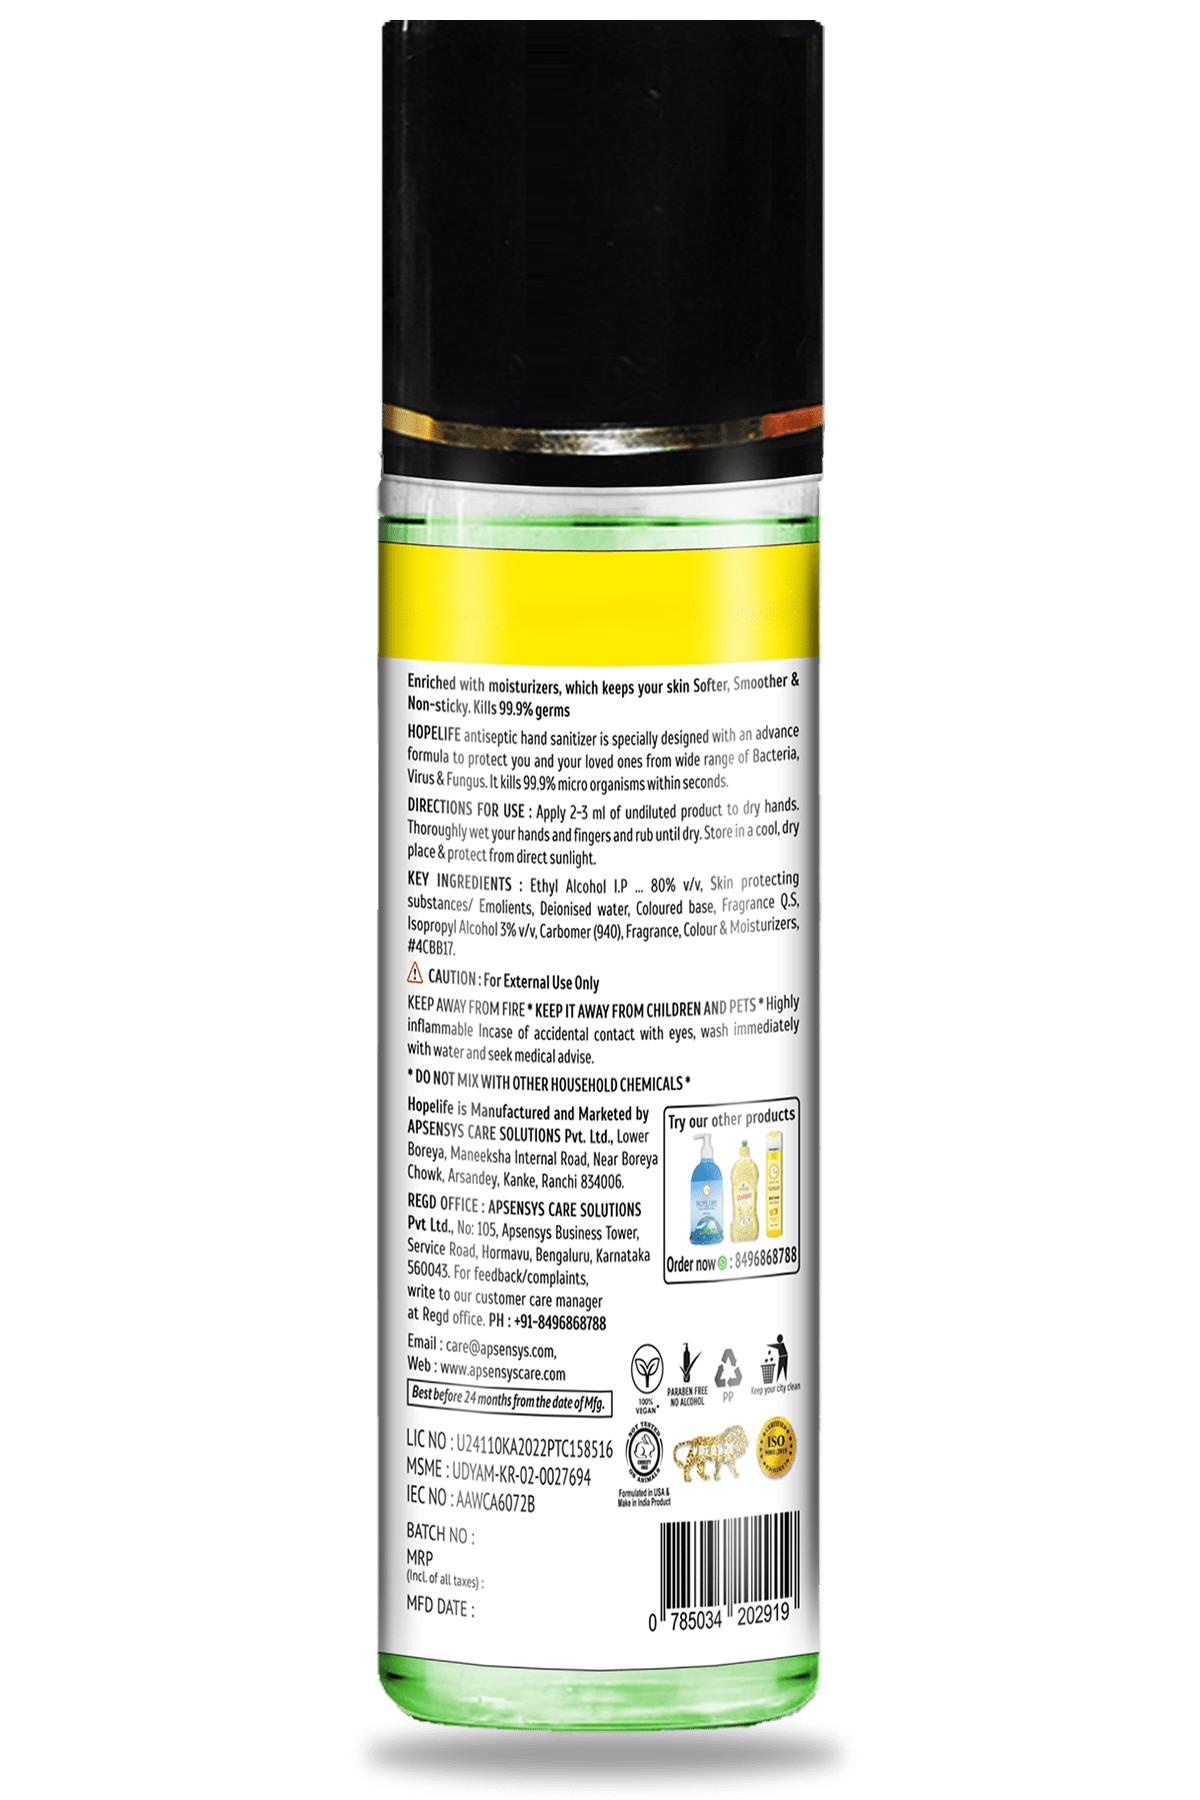 Enriched with moisturizers, which keeps your skin Softer, Smoother &
Non-sticky. Kills 99.9% germs
HOPELIFE antiseptic hand sanitizer is specially designed with an advance
formula to protect you and your loved ones from wide range of Bacteria,
Virus & Fungus. It kills 99.9% micro organisms within seconds.
DIRECTIONS FOR USE : Apply 2-3 ml of undiluted product to dry hands.
Thoroughly wet your hands and fingers and rub until dry. Store in a cool, dry
place & protect from direct sunlight.
KEY INGREDIENTS : Ethyl Alcohol I.P ... 80% v/v, Skin protecting
substances/ Emolients, Deionised water, Coloured base, Fragrance Q.S,
Isopropyl Alcohol 3% v/v, Carbomer (940), Fragrance, Colour & Moisturizers,
#4CBB17.
CAUTION : For External Use Only
KEEP AWAY FROM FIRE * KEEP IT AWAY FROM CHILDREN AND PETS * Highly
inflammable Incase of accidental contact with eyes, wash immediately
with water and seek medical advise.
* DO NOT MIX WITH OTHER HOUSEHOLD CHEMICALS *
Hopelife is Manufactured and Marketed by
APSENSYS CARE SOLUTIONS Pvt. Ltd., Lower
Boreya, Maneeksha Internal Road, Near Boreya
Chowk, Arsandey, Kanke, Ranchi 834006.
REGD OFFICE : APSENSYS CARE SOLUTIONS
Pvt Ltd., No: 105, Apsensys Business Tower,
Service Road, Hormavu, Bengaluru, Karnataka
560043. For feedback/complaints,
write to our customer care manager
at Regd office. PH : +91-8496868788
Email : care@apsensys.com,
Web : www.apsensyscare.com
Best before 24 months from the date of Mfg.
Try our other products
Order now : 8496868788
100%
VEGAN
PARABEN FREE
NO ALCOHOL
PP
Keep your city clean
NOT TESTED
CRUELTY
FREE
ON ANIMALS
Formulated in USA &
Make in India Product
CERTIFIED
ISO
9001:2015
LIC NO : U24110KA2022PTC158516
MSME : UDYAM-KR-02-0027694
IEC NO : AAWCA6072B
BATCH NO :
MRP
(Incl. of all taxes) :
MFD DATE :
0 785034 202919